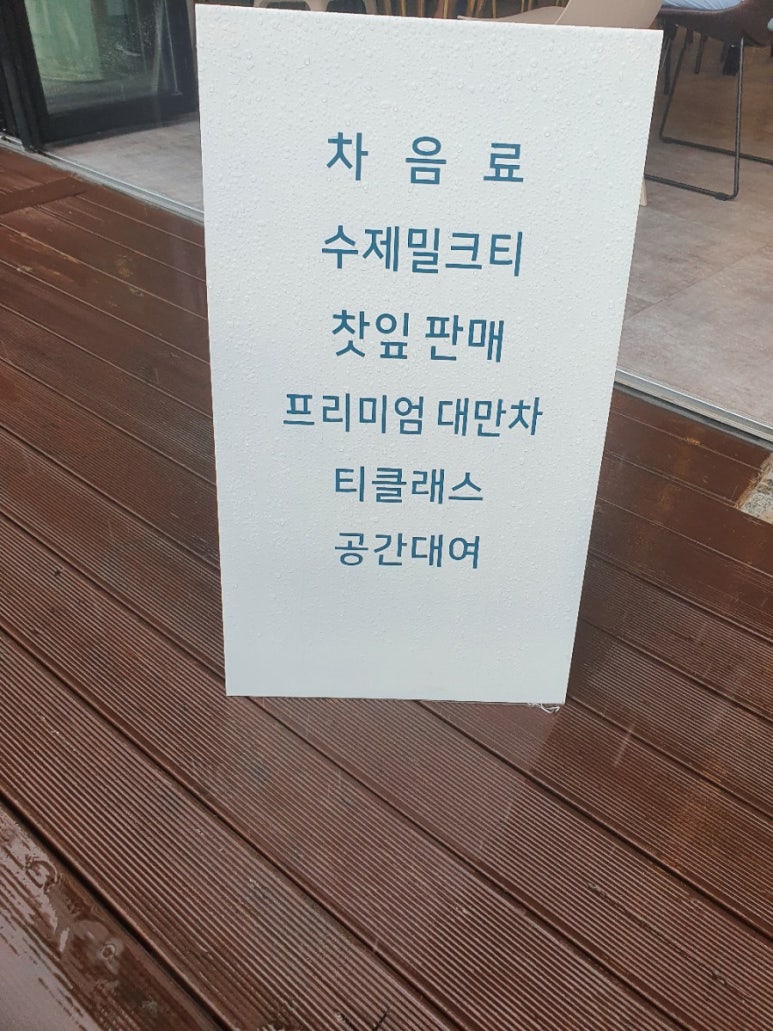 차 음 료
수제밀크티
찻잎 판매
프리미엄 대만차
티클래스
공간대여